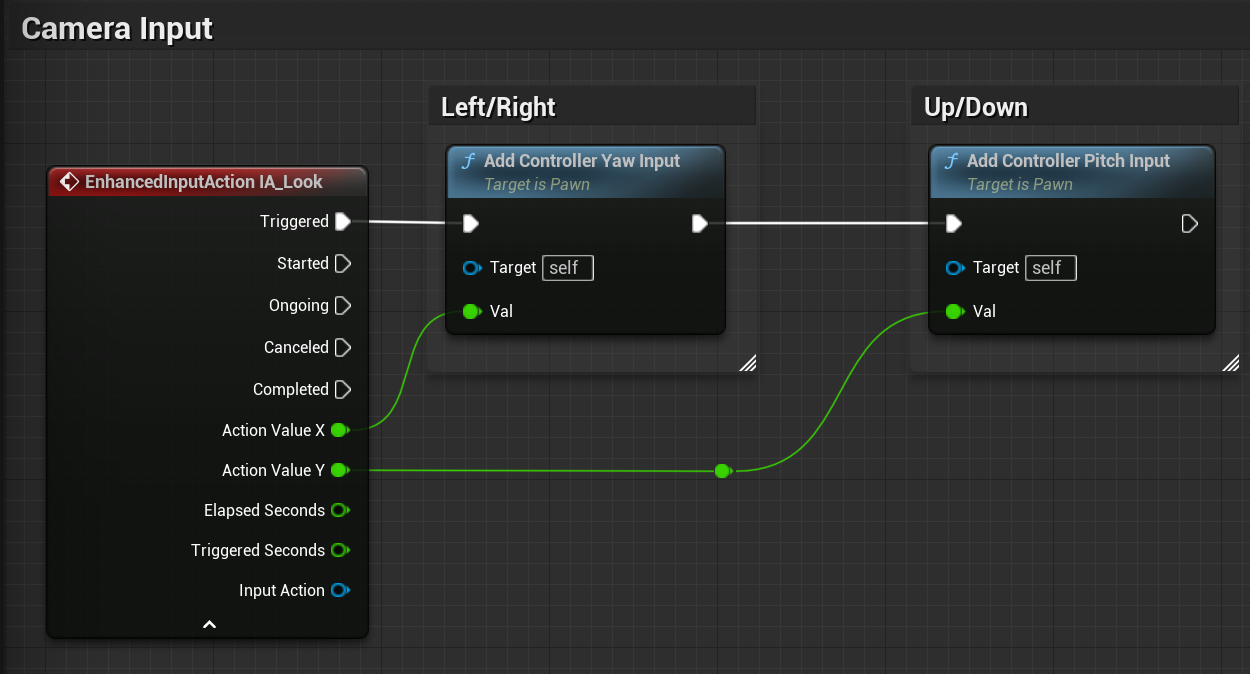 Camera Input
EnhancedInputAction IA_Look
Triggered
Started
Ongoing
Canceled
Completed
Action Value X
Action Value Y
Elapsed Seconds
Triggered Seconds
Input Action
Left/Right
Add Controller Yaw Input
Target is Pawn
Target self
Val
Up/Down
Add Controller Pitch Input
Target is Pawn
Target self
Val